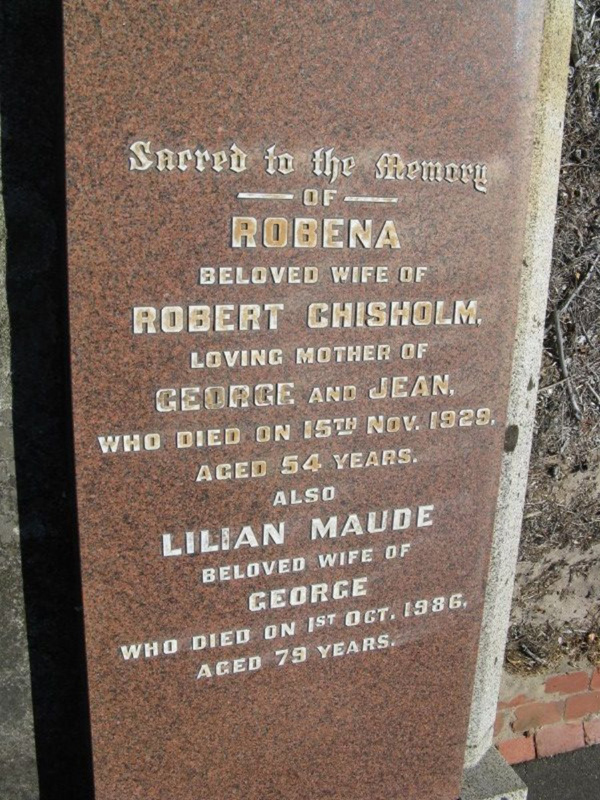 Sacred to the Memory
OF
ROBENA
BELOVED WIFE OF
ROBERT CHISHOLM,
LOVING MOTHER OF
GEORGE AND JEAN,
WHO DIED ON 15TH NOV. 1929,
AGED 54 YEARS.
ALSO
LILIAN MAUDE
BELOVED WIFE OF
GEORGE
WHO DIED ON 1ST OCT. 1986,
AGED 79 YEARS.